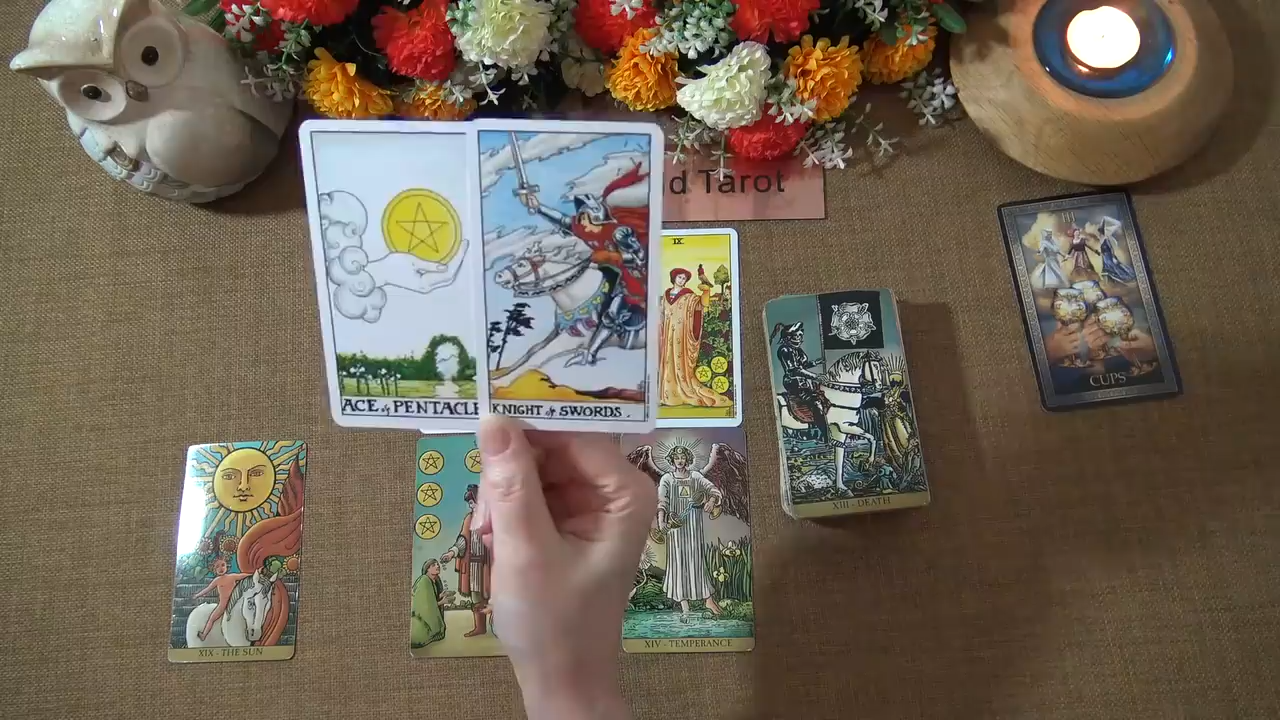 d Tarot
ACE of PENTACLE
KNIGHT of SWORDS.
IX
III
CUPS
XIII - DEATH
XIX - THE SUN
XIV - TEMPERANCE